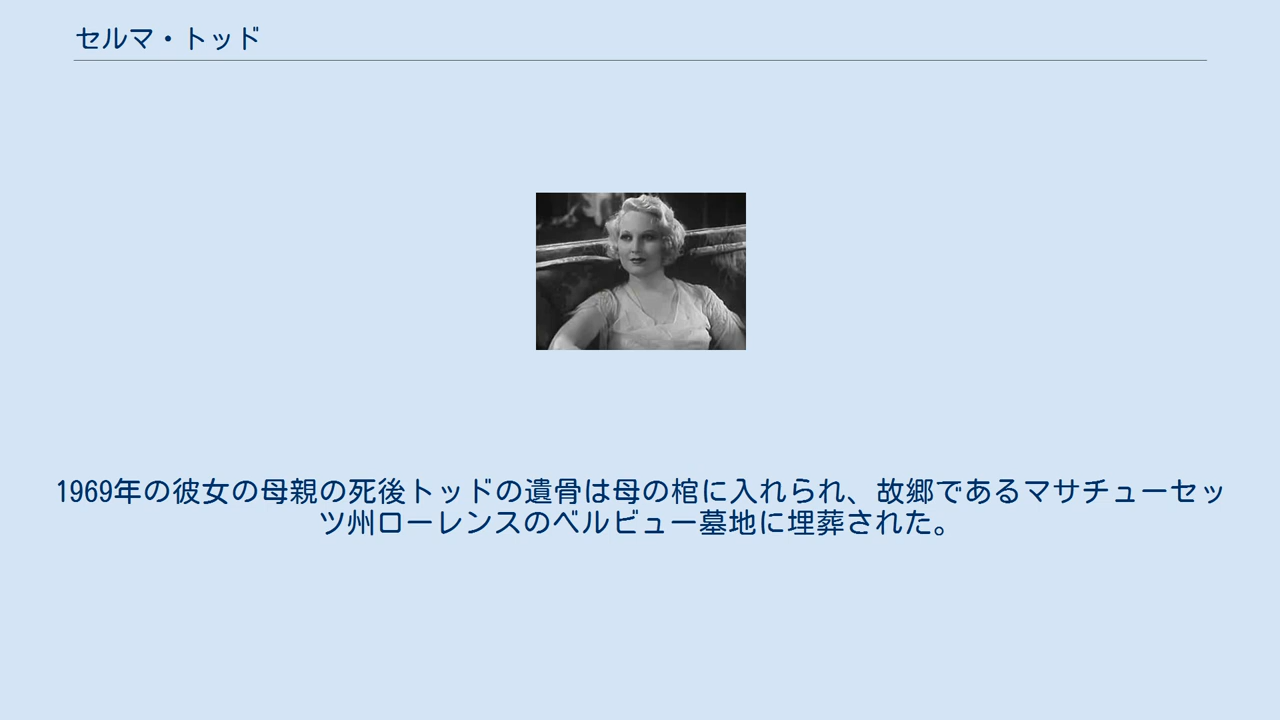 セルマ・トッド
1969年の彼女の母親の死後トッドの遺骨は母の棺に入れられ、故郷であるマサチューセッ
ツ州ローレンスのベルビュー墓地に埋葬された。